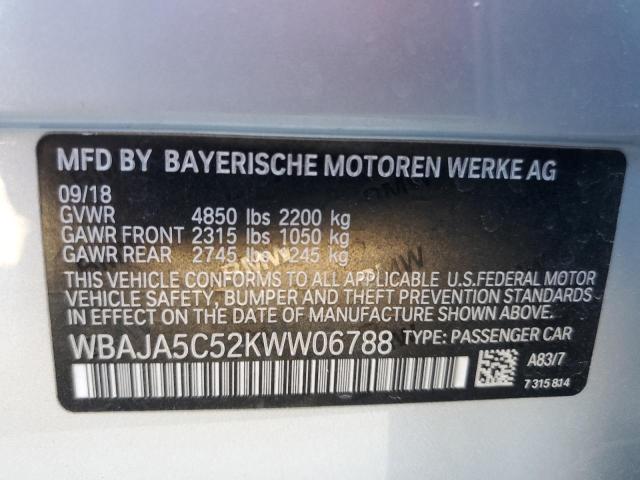 MFD BY BAYERISCHE MOTOREN WERKE AG
09/18
GVWR 4850 lbs 2200 kg
GAWR FRONT 2315 lbs 1050 kg
GAWR REAR 2745 lbs 1245 kg
THIS VEHICLE CONFORMS TO ALL APPLICABLE U.S.FEDERAL MOTOR
VEHICLE SAFETY, BUMPER AND THEFT PREVENTION STANDARDS
IN EFFECT ON THE DATE OF MANUFACTURE SHOWN ABOVE.
WBAJA5C52KWW06788 TYPE: PASSENGER CAR
A83/7
7 315 814